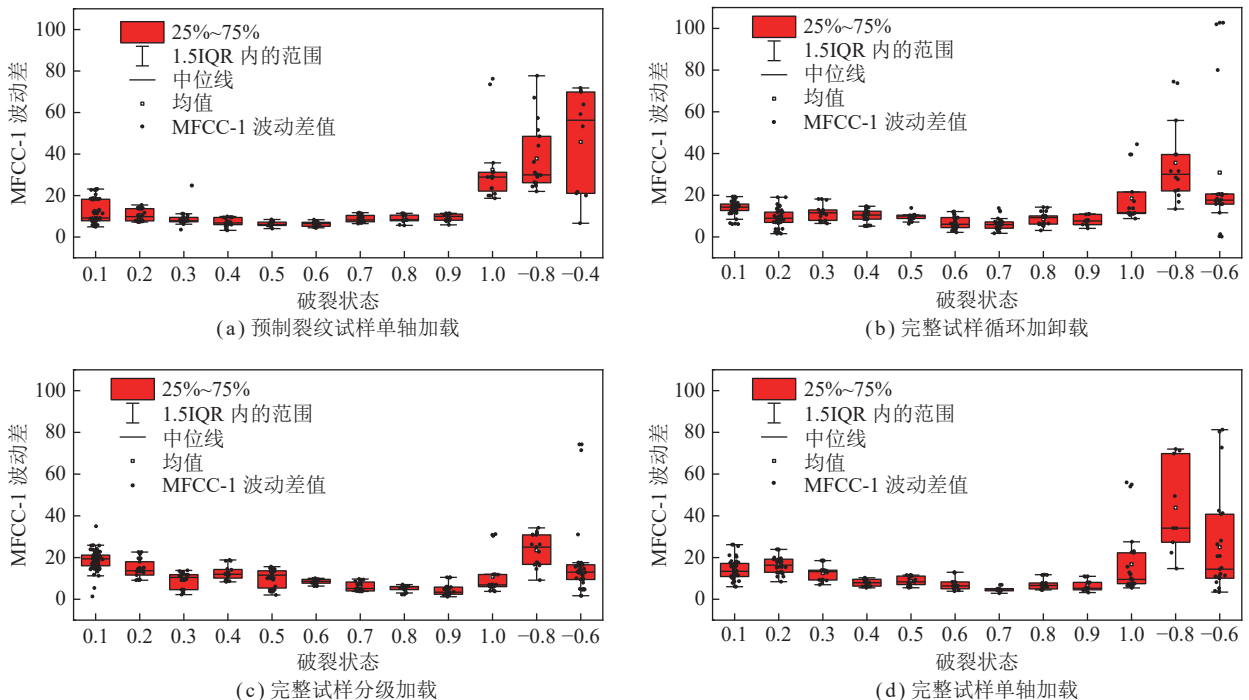 100
80
60
40
20
0
MFCC-1 波动差
25%~75%
1.5IQR 内的范围
中位线
均值
MFCC-1 波动差值
0.1 0.2 0.3 0.4 0.5 0.6 0.7 0.8 0.9 1.0 −0.8 −0.4
破裂状态
(a) 预制裂纹试样单轴加载
100
80
60
40
20
0
MFCC-1 波动差
25%~75%
1.5IQR 内的范围
中位线
均值
MFCC-1 波动差值
0.1 0.2 0.3 0.4 0.5 0.6 0.7 0.8 0.9 1.0 −0.8 −0.6
破裂状态
(b) 完整试样循环加卸载
100
80
60
40
20
0
MFCC-1 波动差
25%~75%
1.5IQR 内的范围
中位线
均值
MFCC-1 波动差值
0.1 0.2 0.3 0.4 0.5 0.6 0.7 0.8 0.9 1.0 −0.8 −0.6
破裂状态
(c) 完整试样分级加载
100
80
60
40
20
0
MFCC-1 波动差
25%~75%
1.5IQR 内的范围
中位线
均值
MFCC-1 波动差值
0.1 0.2 0.3 0.4 0.5 0.6 0.7 0.8 0.9 1.0 −0.8 −0.6
破裂状态
(d) 完整试样单轴加载